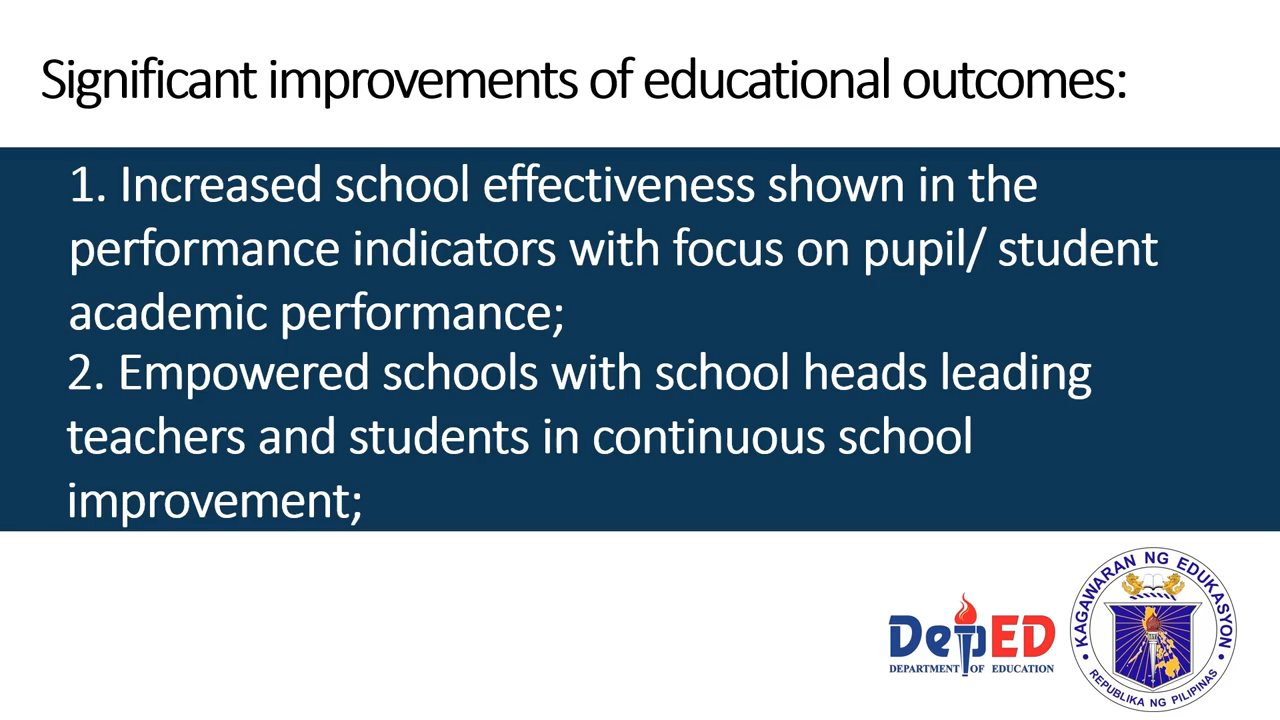 Significant improvements of educational outcomes:
1. Increased school effectiveness shown in the
performance indicators with focus on pupil/ student
academic performance;
2. Empowered schools with school heads leading
teachers and students in continuous school
improvement;
DepED
DEPARTMENT OF EDUCATION
KAGAWARAN NG EDUKASYON
REPUBLIKA NG PILIPINAS